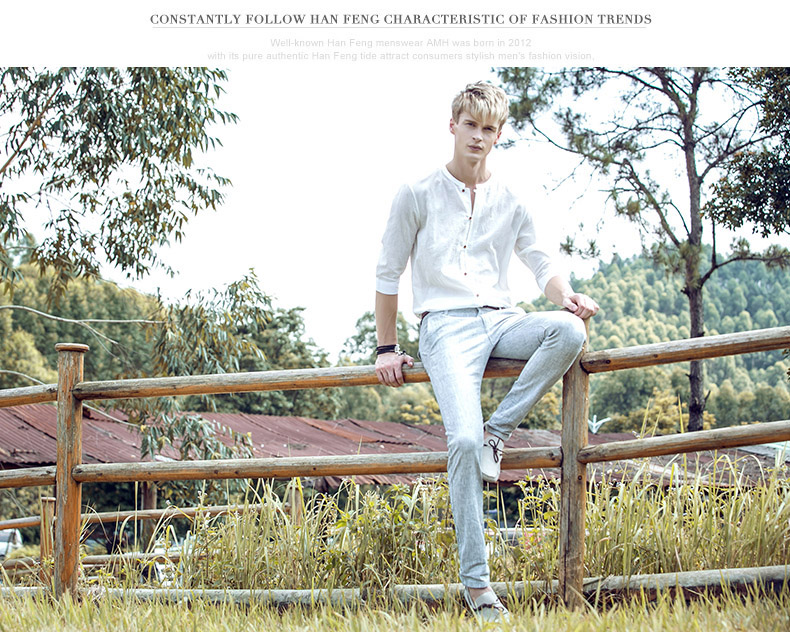 CONSTANTLY FOLLOW HAN FENG CHARACTERISTIC OF FASHION TRENDS
Well-known Han Feng menswear AMH was born in 2012
with its pure authentic Han Feng tide attract consumers stylish men's fashion vision.